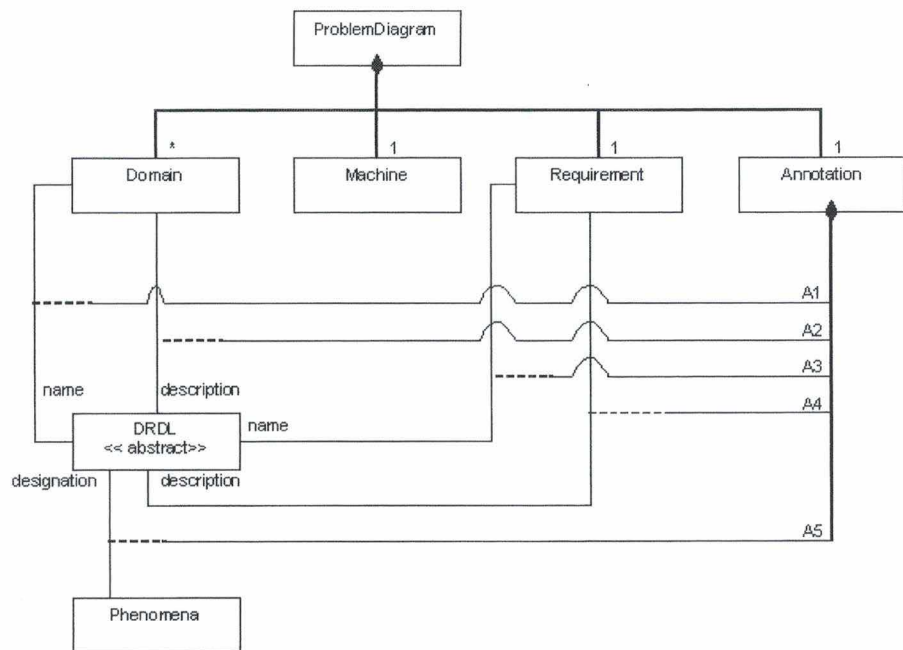 ProblemDiagram
* 1 1 1
Domain Machine Requirement Annotation
A1
A2
A3
name description A4
DRDL name
<< abstract>>
designation description
A5
Phenomena